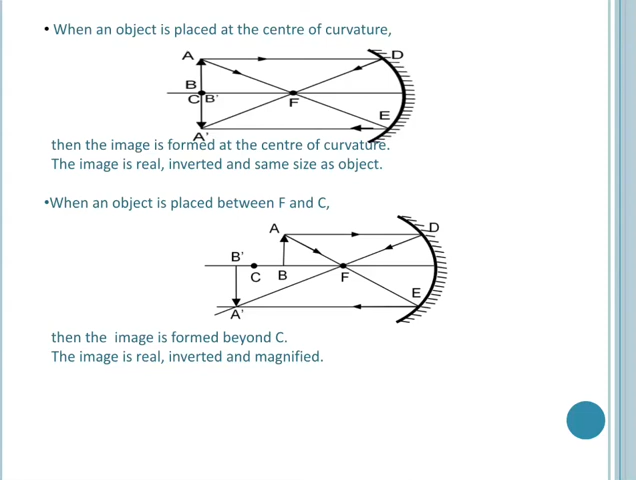 • When an object is placed at the centre of curvature,
A D
B
C B' F
E
A'
then the image is formed at the centre of curvature.
The image is real, inverted and same size as object.
•When an object is placed between F and C,
A D
B'
C B F
E
A'
then the  image is formed beyond C.
The image is real, inverted and magnified.